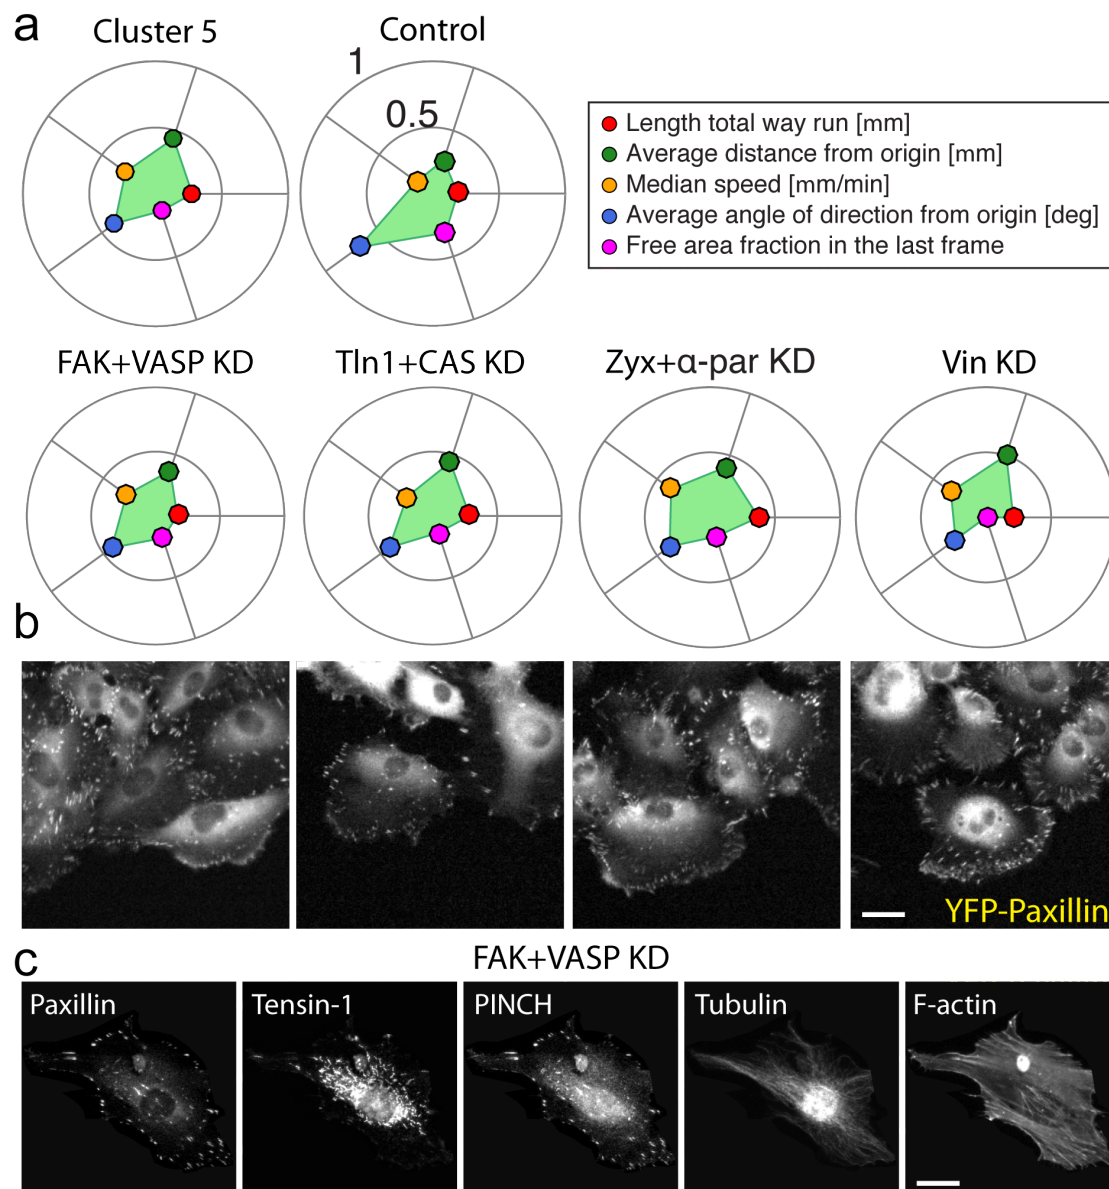 a
Cluster 5
Control
1
0.5
Length total way run [mm]
Average distance from origin [mm]
Median speed [mm/min]
Average angle of direction from origin [deg]
Free area fraction in the last frame
FAK+VASP KD
Tln1+CAS KD
Zyx+α-par KD
Vin KD
b
YFP-Paxillin
c
FAK+VASP KD
Paxillin
Tensin-1
PINCH
Tubulin
F-actin